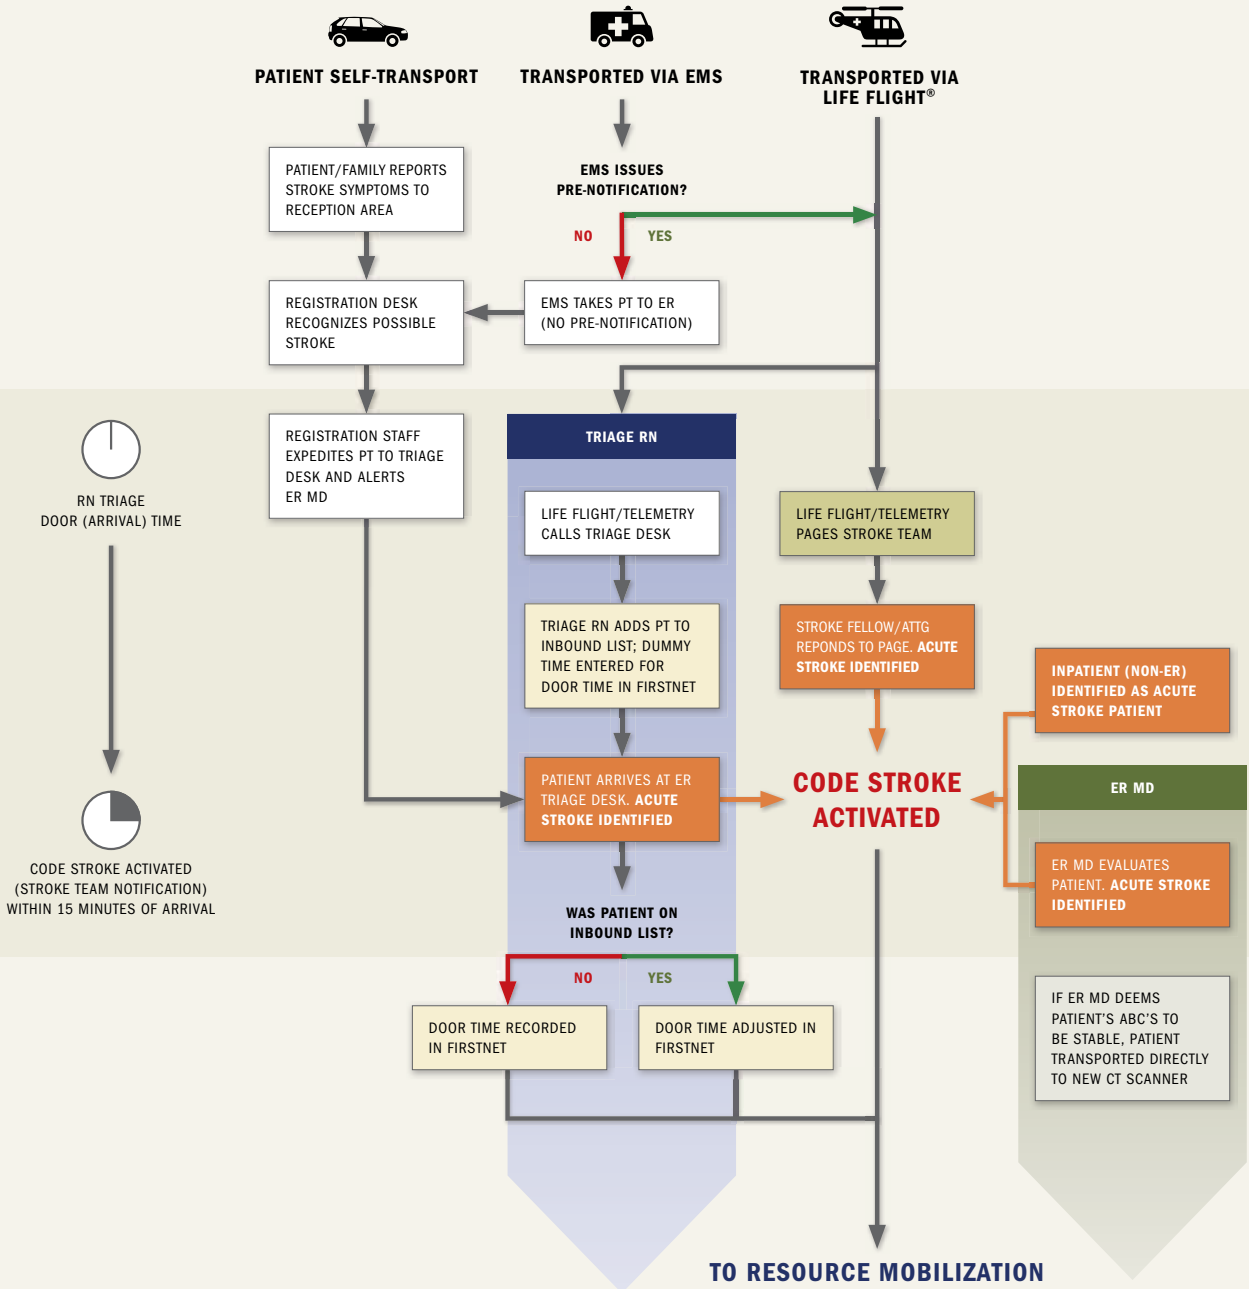 PATIENT SELF-TRANSPORT
TRANSPORTED VIA EMS
TRANSPORTED VIA
LIFE FLIGHT®
PATIENT/FAMILY REPORTS
STROKE SYMPTOMS TO
RECEPTION AREA
EMS ISSUES
PRE-NOTIFICATION?
NO
YES
REGISTRATION DESK
RECOGNIZES POSSIBLE
STROKE
EMS TAKES PT TO ER
(NO PRE-NOTIFICATION)
RN TRIAGE
DOOR (ARRIVAL) TIME
REGISTRATION STAFF
EXPEDITES PT TO TRIAGE
DESK AND ALERTS
ER MD
TRIAGE RN
LIFE FLIGHT/TELEMETRY
CALLS TRIAGE DESK
LIFE FLIGHT/TELEMETRY
PAGES STROKE TEAM
TRIAGE RN ADDS PT TO
INBOUND LIST; DUMMY
TIME ENTERED FOR
DOOR TIME IN FIRSTNET
STROKE FELLOW/ATTG
REPONDS TO PAGE. ACUTE
STROKE IDENTIFIED
INPATIENT (NON-ER)
IDENTIFIED AS ACUTE
STROKE PATIENT
PATIENT ARRIVES AT ER
TRIAGE DESK. ACUTE
STROKE IDENTIFIED
CODE STROKE
ACTIVATED
ER MD
ER MD EVALUATES
PATIENT. ACUTE STROKE
IDENTIFIED
CODE STROKE ACTIVATED
(STROKE TEAM NOTIFICATION)
WITHIN 15 MINUTES OF ARRIVAL
WAS PATIENT ON
INBOUND LIST?
NO
YES
DOOR TIME RECORDED
IN FIRSTNET
DOOR TIME ADJUSTED IN
FIRSTNET
IF ER MD DEEMS
PATIENT'S ABC'S TO
BE STABLE, PATIENT
TRANSPORTED DIRECTLY
TO NEW CT SCANNER
TO RESOURCE MOBILIZATION